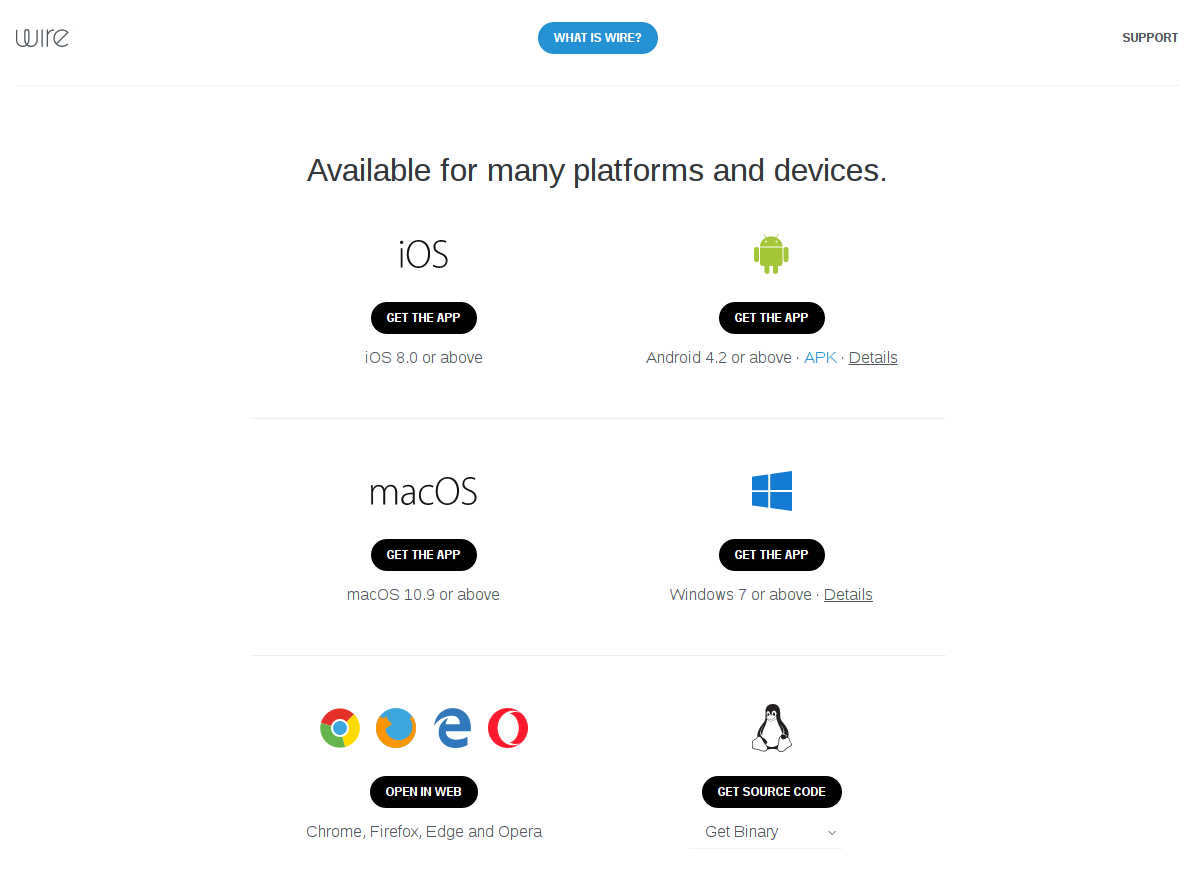 wire
WHAT IS WIRE?
SUPPORT
Available for many platforms and devices.
iOS
GET THE APP
GET THE APP
iOS 8.0 or above
Android 4.2 or above · APK · Details
macOS
GET THE APP
GET THE APP
macOS 10.9 or above
Windows 7 or above · Details
OPEN IN WEB
GET SOURCE CODE
Chrome, Firefox, Edge and Opera
Get Binary